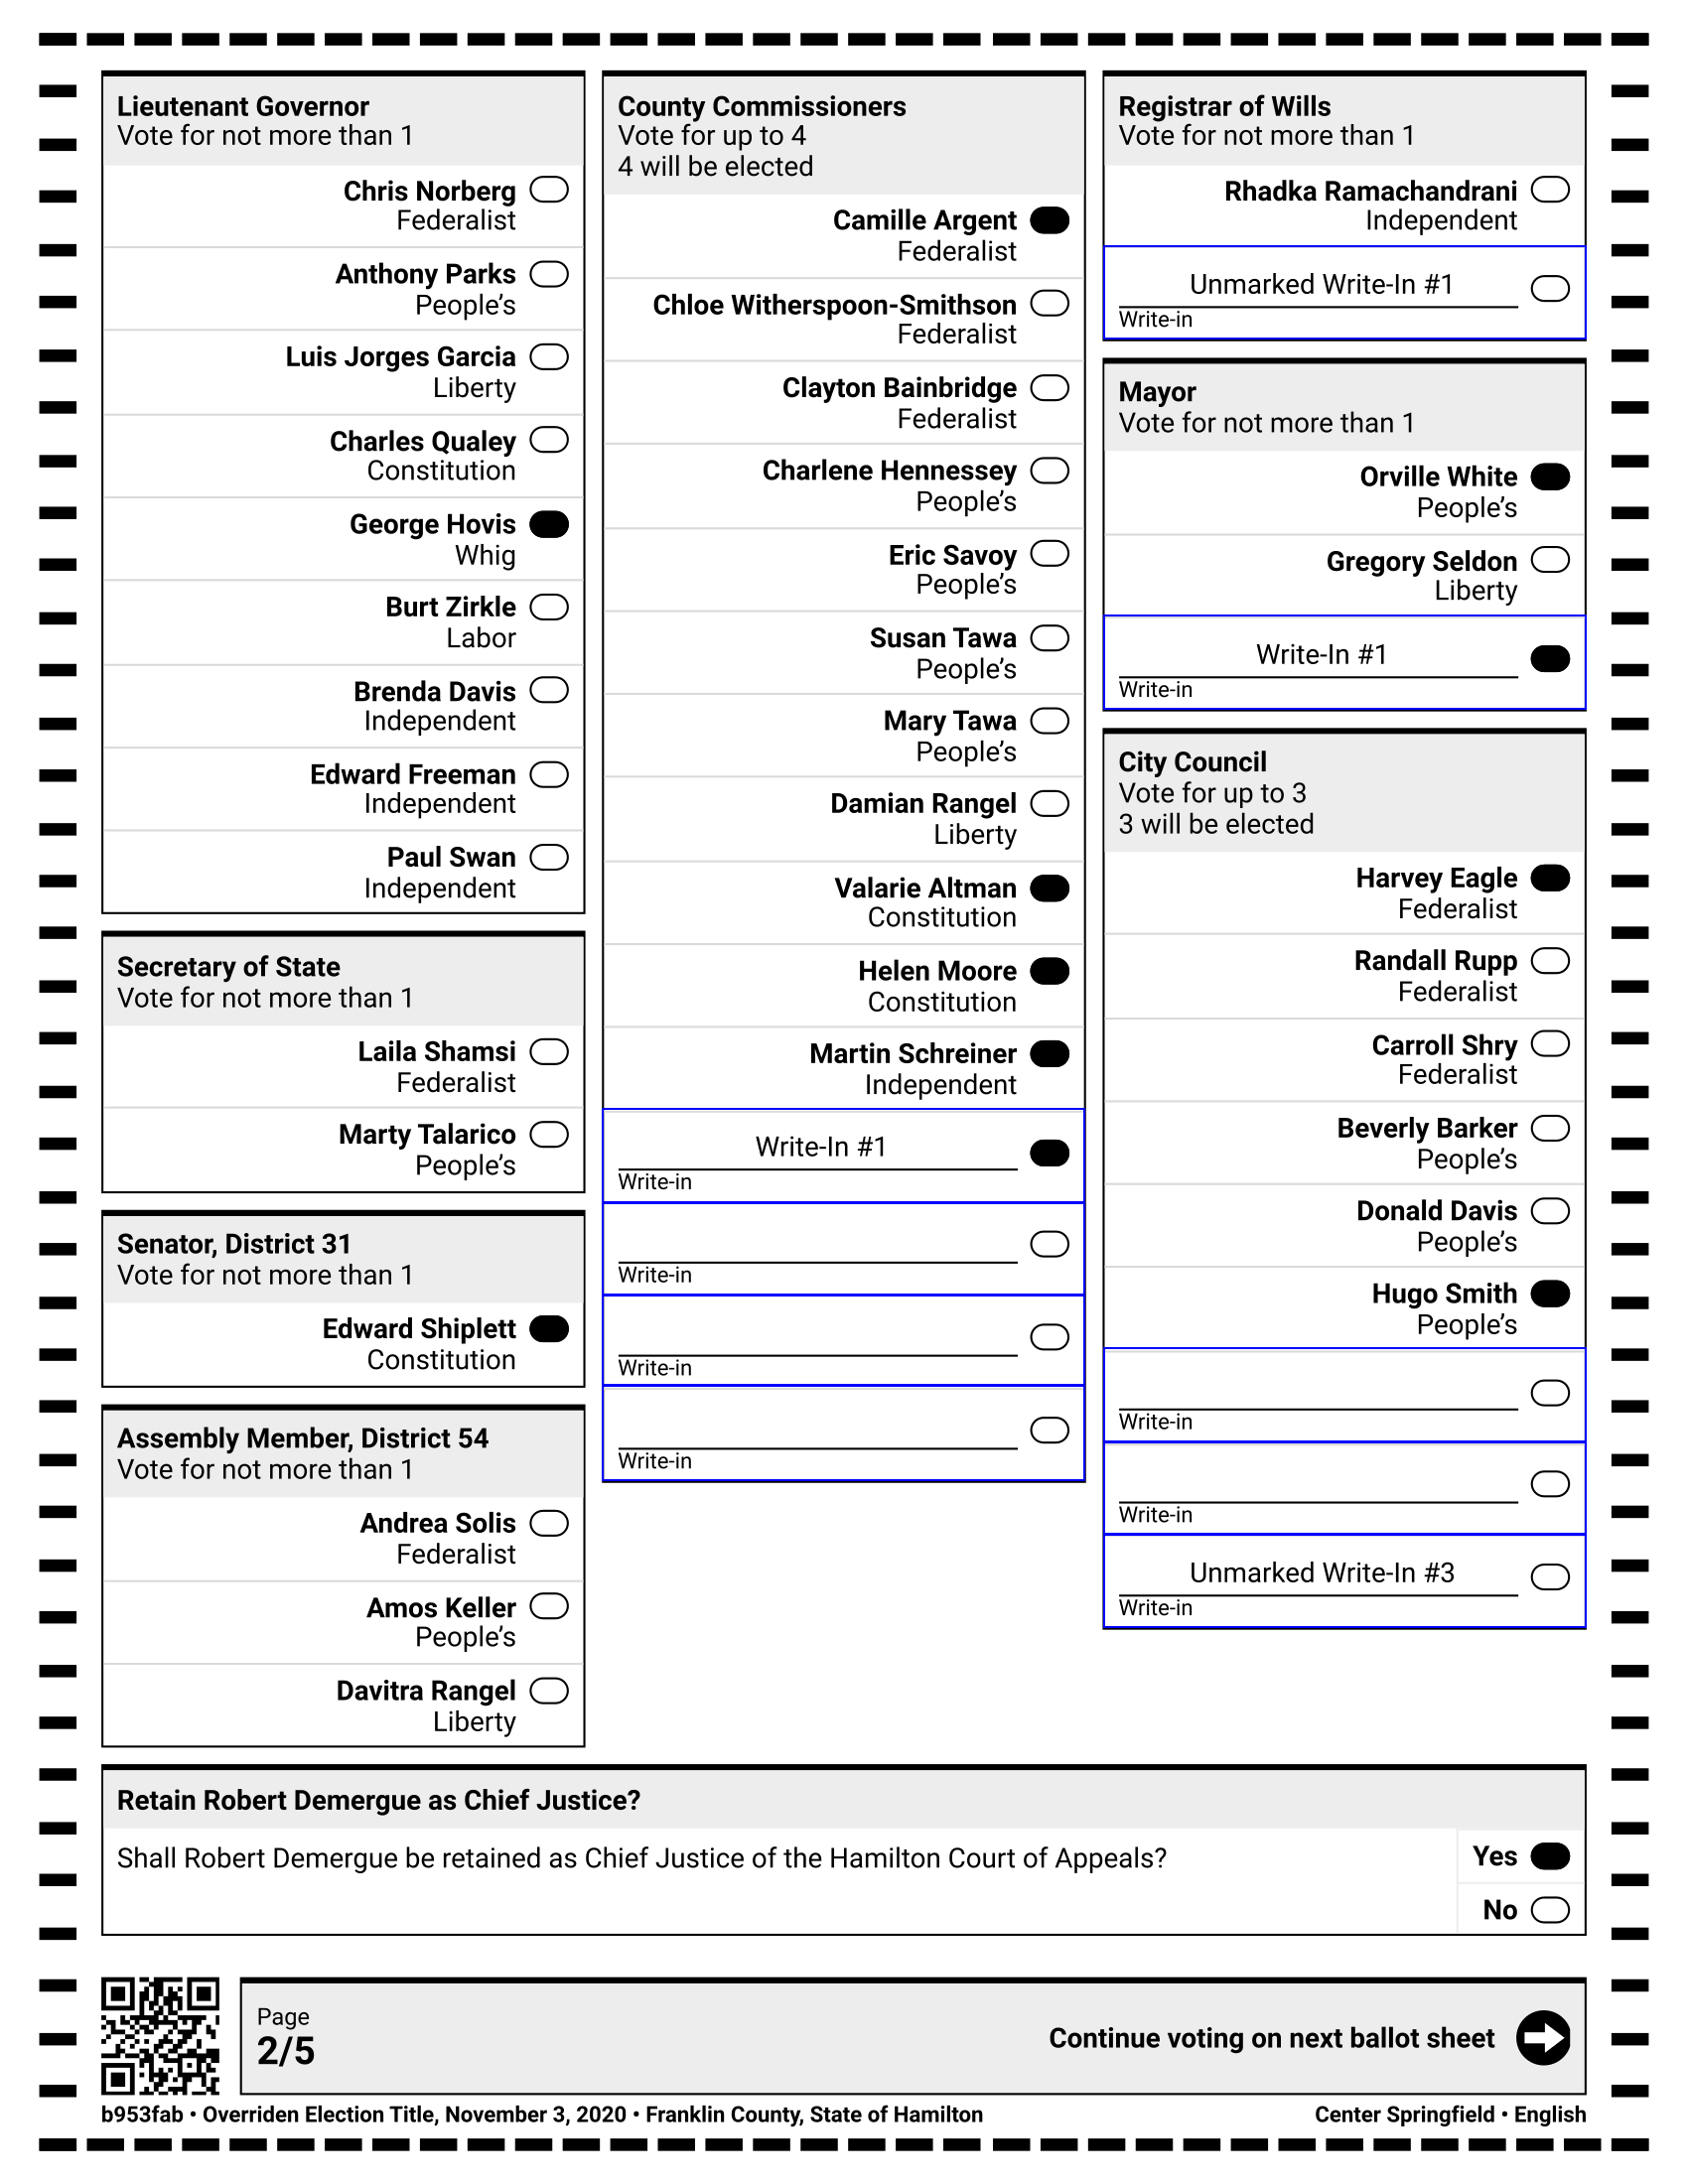 Lieutenant Governor
Vote for not more than 1
Chris Norberg
Federalist
Anthony Parks
People’s
Luis Jorges Garcia
Liberty
Charles Qualey
Constitution
George Hovis
Whig
Burt Zirkle
Labor
Brenda Davis
Independent
Edward Freeman
Independent
Paul Swan
Independent
Secretary of State
Vote for not more than 1
Laila Shamsi
Federalist
Marty Talarico
People’s
Senator, District 31
Vote for not more than 1
Edward Shiplett
Constitution
Assembly Member, District 54
Vote for not more than 1
Andrea Solis
Federalist
Amos Keller
People’s
Davitra Rangel
Liberty
County Commissioners
Vote for up to 4
4 will be elected
Camille Argent
Federalist
Chloe Witherspoon-Smithson
Federalist
Clayton Bainbridge
Federalist
Charlene Hennessey
People’s
Eric Savoy
People’s
Susan Tawa
People’s
Mary Tawa
People’s
Damian Rangel
Liberty
Valarie Altman
Constitution
Helen Moore
Constitution
Martin Schreiner
Independent
Write-In #1
Write-in
Write-in
Write-in
Write-in
Registrar of Wills
Vote for not more than 1
Rhadka Ramachandrani
Independent
Unmarked Write-In #1
Write-in
Mayor
Vote for not more than 1
Orville White
People’s
Gregory Seldon
Liberty
Write-In #1
Write-in
City Council
Vote for up to 3
3 will be elected
Harvey Eagle
Federalist
Randall Rupp
Federalist
Carroll Shry
Federalist
Beverly Barker
People’s
Donald Davis
People’s
Hugo Smith
People’s
Write-in
Write-in
Unmarked Write-In #3
Write-in
Retain Robert Demergue as Chief Justice?
Shall Robert Demergue be retained as Chief Justice of the Hamilton Court of Appeals?
Yes
No
Page
2/5
Continue voting on next ballot sheet
b953fab • Overriden Election Title, November 3, 2020 • Franklin County, State of Hamilton
Center Springfield • English